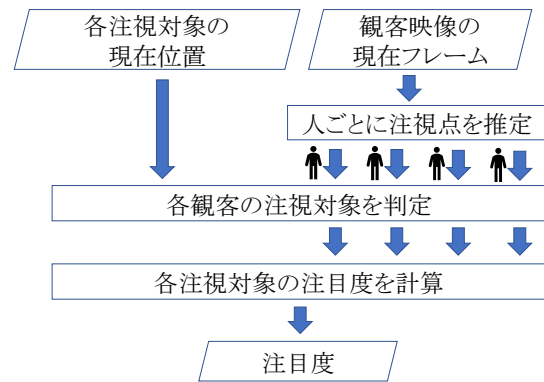 各注視対象の
現在位置
観客映像の
現在フレーム
人ごとに注視点を推定
各観客の注視対象を判定
各注視対象の注目度を計算
注目度